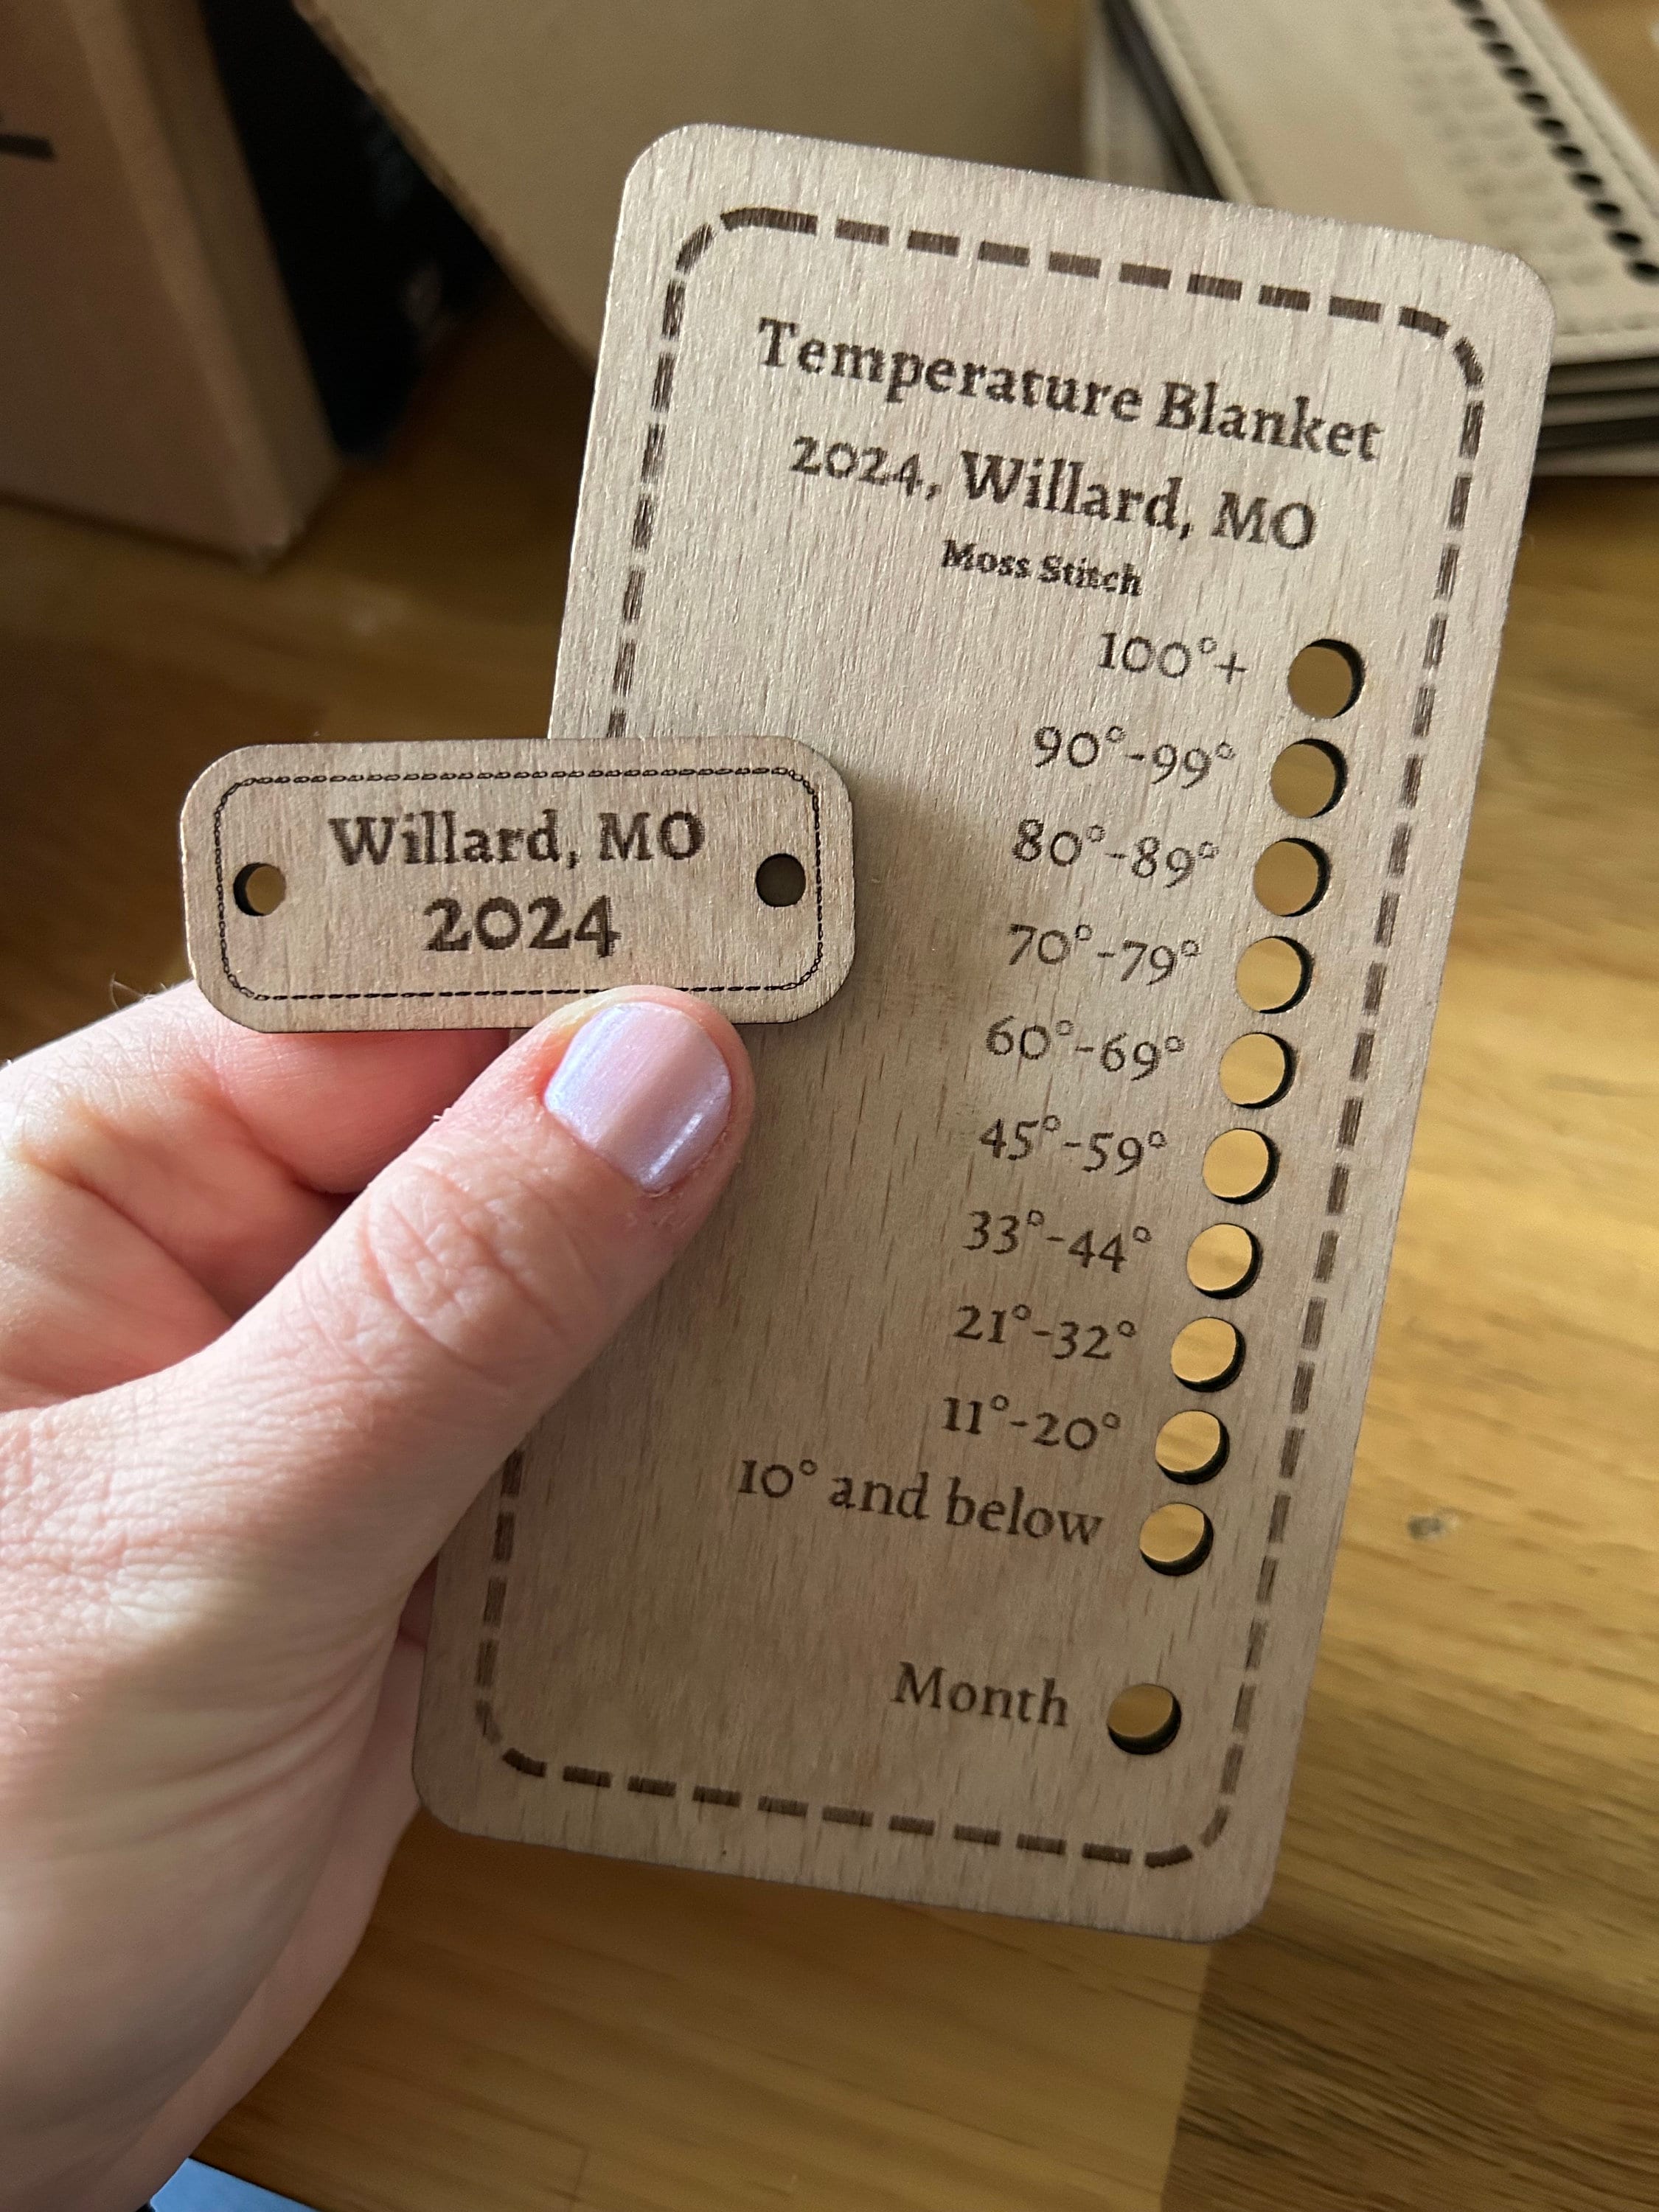 Temperature Blanket
2024, Willard, MO
Moss Stitch
100°+
90°-99°
80°-89°
70°-79°
60°-69°
45°-59°
33°-44°
21°-32°
11°-20°
10° and below
Month
Willard, MO
2024